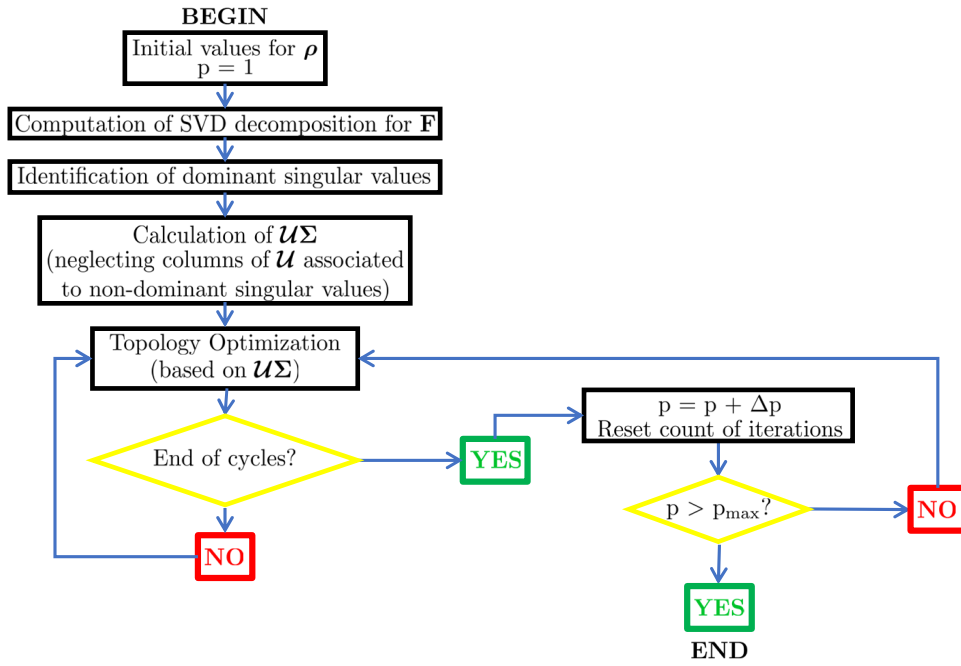 BEGIN
Initial values for ρ
p = 1
Computation of SVD decomposition for F
Identification of dominant singular values
Calculation of 𝓤Σ
(neglecting columns of 𝓤 associated
to non-dominant singular values)
Topology Optimization
(based on 𝓤Σ)
End of cycles?
NO
YES
p = p + Δp
Reset count of iterations
p > pmax?
NO
YES
END